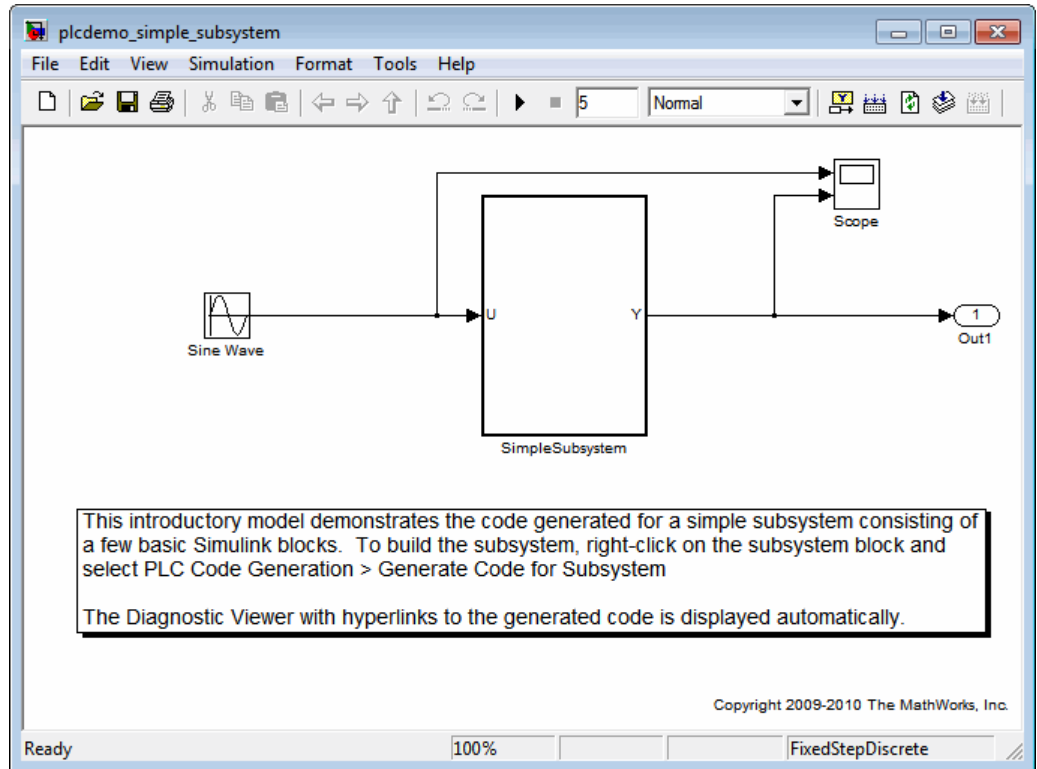 plcdemo_simple_subsystem
File Edit View Simulation Format Tools Help
5 Normal
Scope
U Y
1
Out1
Sine Wave
SimpleSubsystem
This introductory model demonstrates the code generated for a simple subsystem consisting of
a few basic Simulink blocks. To build the subsystem, right-click on the subsystem block and
select PLC Code Generation > Generate Code for Subsystem
The Diagnostic Viewer with hyperlinks to the generated code is displayed automatically.
Copyright 2009-2010 The MathWorks, Inc.
Ready 100% FixedStepDiscrete